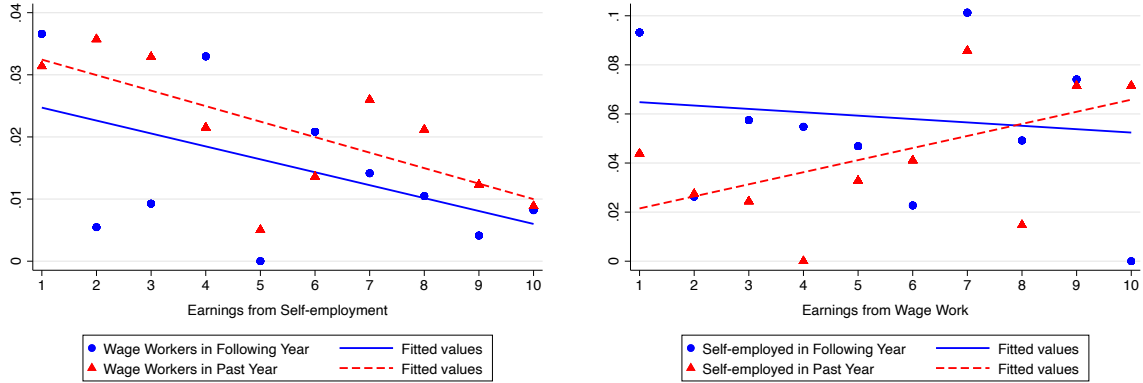 .04
.03
.02
.01
0
1 2 3 4 5 6 7 8 9 10
Earnings from Self-employment
Wage Workers in Following Year Fitted values
Wage Workers in Past Year Fitted values
.1
.08
.06
.04
.02
0
1 2 3 4 5 6 7 8 9 10
Earnings from Wage Work
Self-employed in Following Year Fitted values
Self-employed in Past Year Fitted values